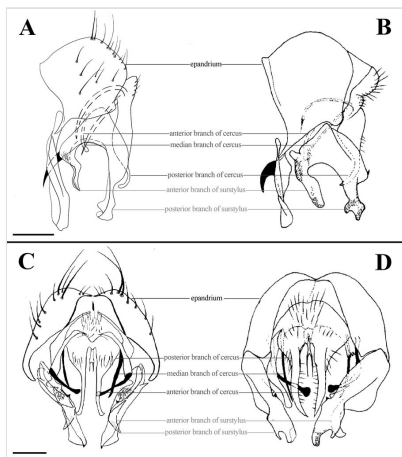 A
B
epandrium
anterior branch of cercus
median branch of cercus
posterior branch of cercus
anterior branch of surstylus
posterior branch of surstylus
C
D
epandrium
posterior branch of cercus
median branch of cercus
anterior branch of cercus
anterior branch of surstylus
posterior branch of surstylus